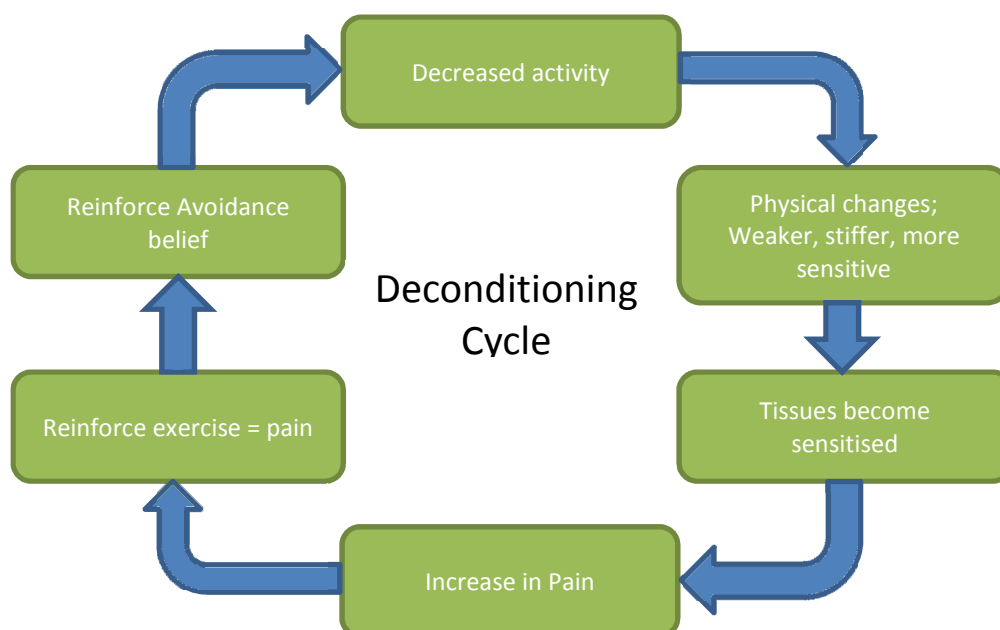 Decreased activity
Physical changes;
Weaker, stiffer, more
sensitive
Tissues become
sensitised
Increase in Pain
Reinforce exercise = pain
Reinforce Avoidance
belief
Deconditioning
Cycle